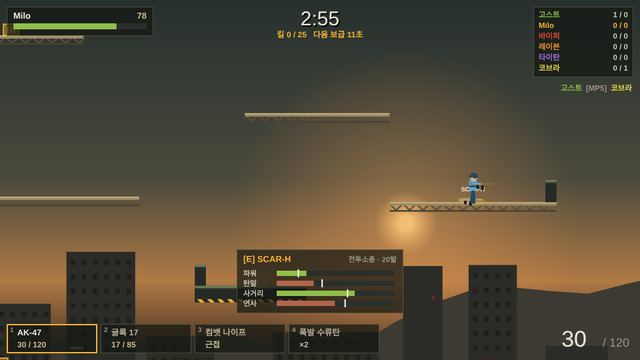 Milo 78
2:55
킬 0 / 25 다음 보급 11초
고스트 1 / 0
Milo 0 / 0
바이퍼 0 / 0
레이븐 0 / 0
타이탄 0 / 0
코브라 0 / 1
고스트 [MP5] 코브라
[E] SCAR-H 전투소총 · 20발
파워
탄알
사거리
연사
1 AK-47
30 / 120
2 글록 17
17 / 85
3 컴뱃 나이프
근접
4 폭발 수류탄
×2
30 / 120